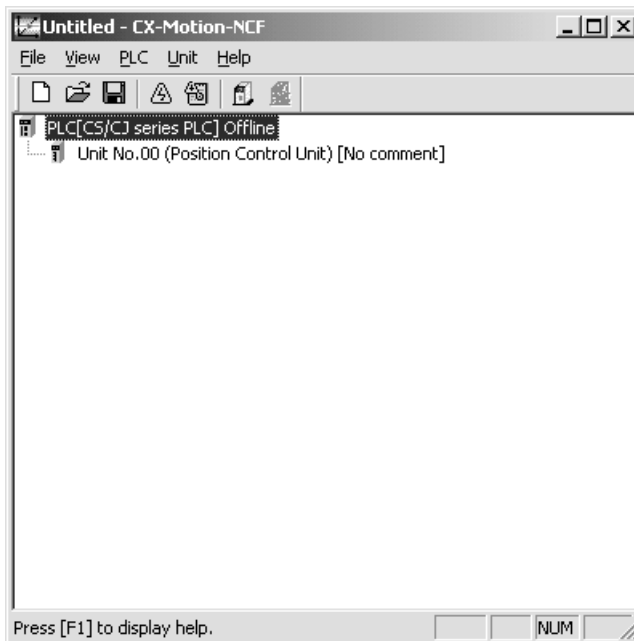 Untitled - CX-Motion-NCF
File View PLC Unit Help
PLC[CS/CJ series PLC] Offline
Unit No.00 (Position Control Unit) [No comment]
Press [F1] to display help. NUM